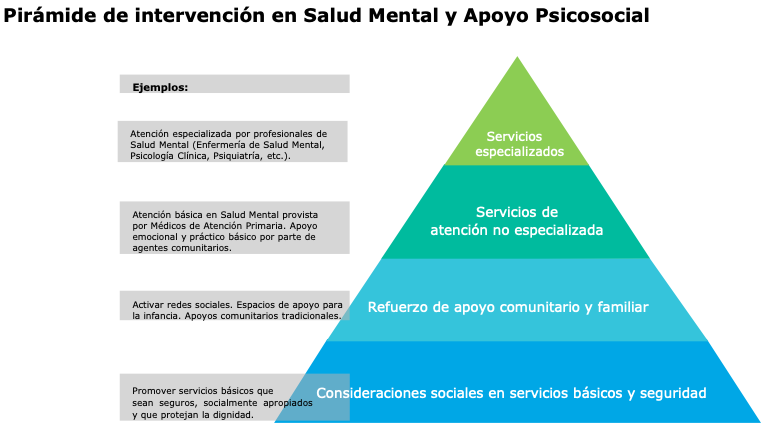 Pirámide de intervención en Salud Mental y Apoyo Psicosocial
Ejemplos:
Atención especializada por profesionales de
Salud Mental (Enfermería de Salud Mental,
Psicología Clínica, Psiquiatría, etc.).
Servicios
especializados
Atención básica en Salud Mental provista
por Médicos de Atención Primaria. Apoyo
emocional y práctico básico por parte de
agentes comunitarios.
Servicios de
atención no especializada
Activar redes sociales. Espacios de apoyo para
la infancia. Apoyos comunitarios tradicionales.
Refuerzo de apoyo comunitario y familiar
Promover servicios básicos que
sean seguros, socialmente apropiados
y que protejan la dignidad.
Consideraciones sociales en servicios básicos y seguridad